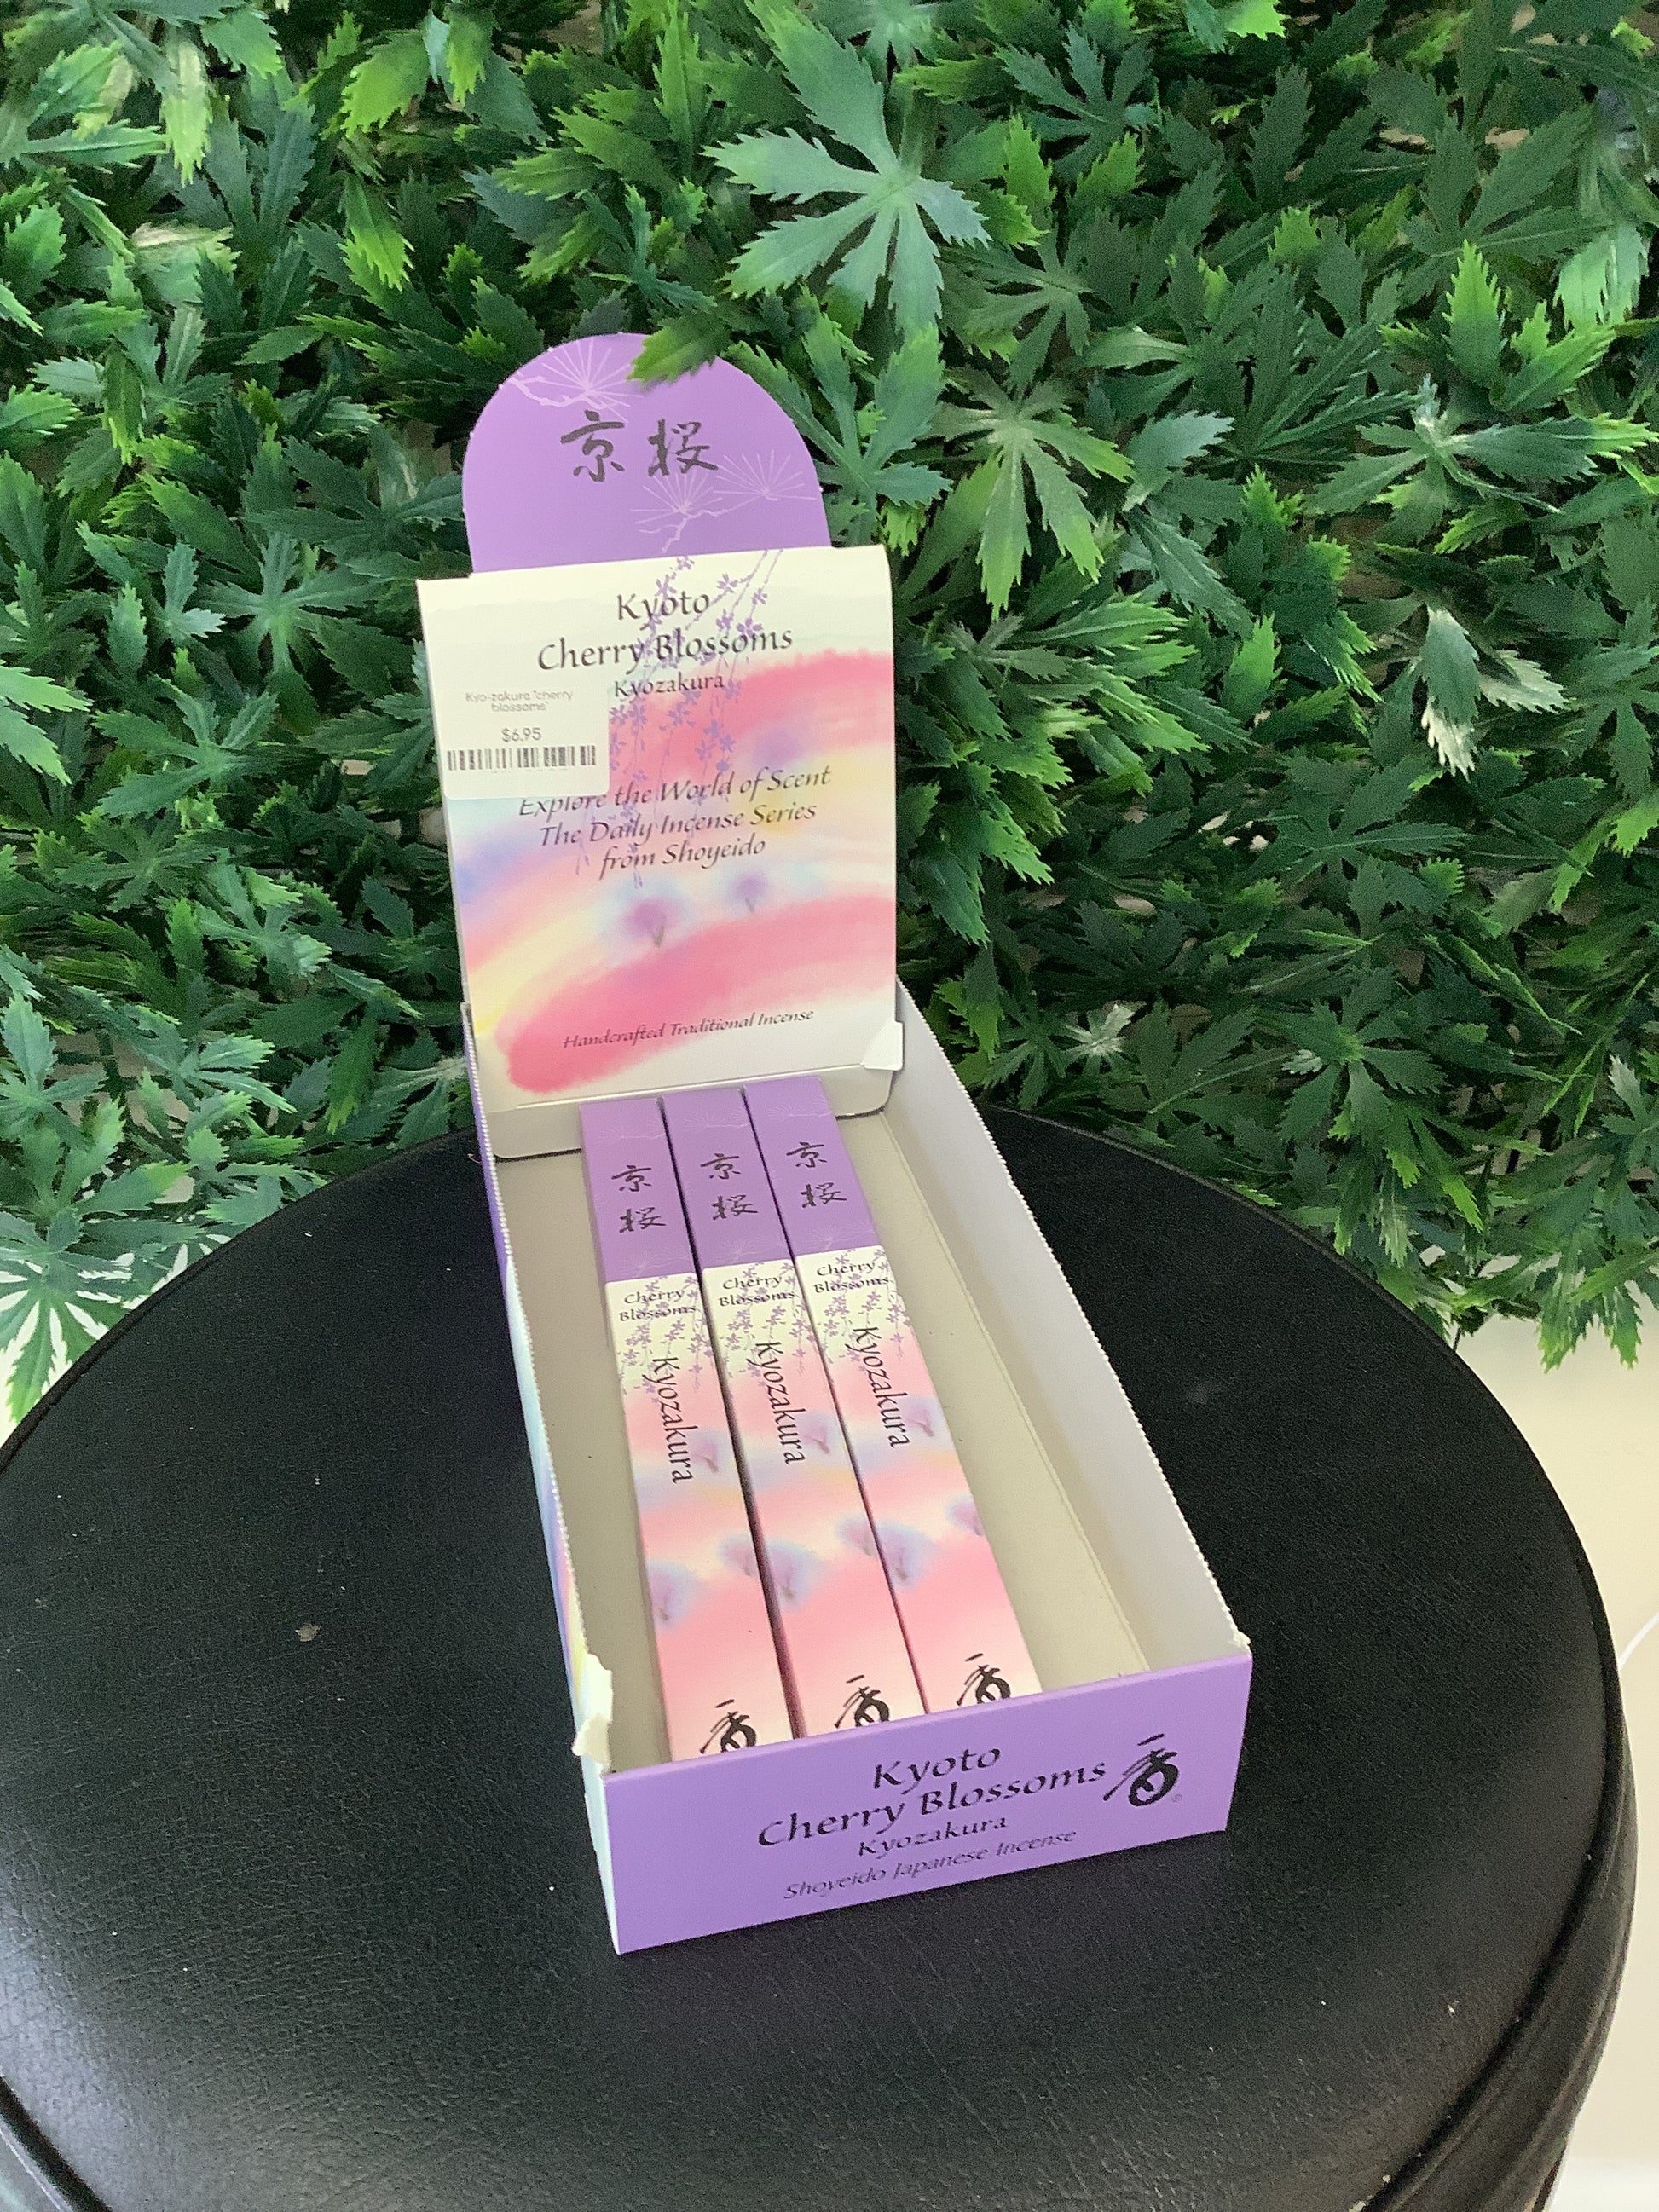 京桜
Kyoto
Cherry Blossoms
Kyozakura
Kyo-zakura "cherry
blossoms"
$6.95
Explore the World of Scent
The Daily Incense Series
from Shoyeido
Handcrafted Traditional Incense
京
桜
Cherry
Blossoms
Kyozakura
香
京
桜
Cherry
Blossoms
Kyozakura
香
京
桜
Cherry
Blossoms
Kyozakura
香
Kyoto
Cherry Blossoms
Kyozakura
Shoyeido Japanese Incense
香®